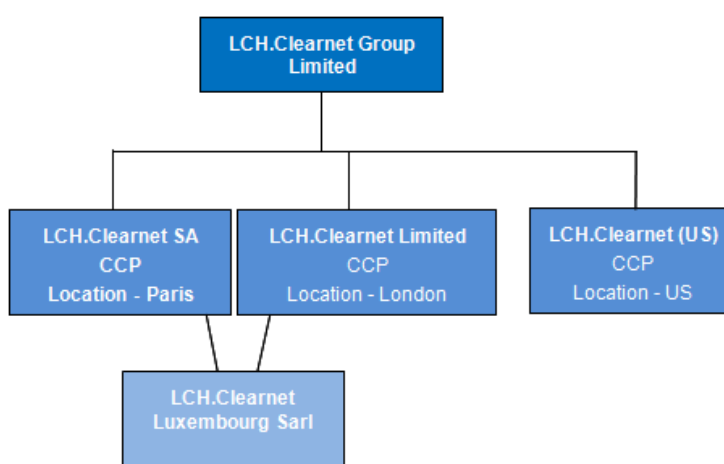 LCH.Clearnet Group
Limited
LCH.Clearnet SA
CCP
Location - Paris
LCH.Clearnet Limited
CCP
Location - London
LCH.Clearnet (US)
CCP
Location - US
LCH.Clearnet
Luxembourg Sarl